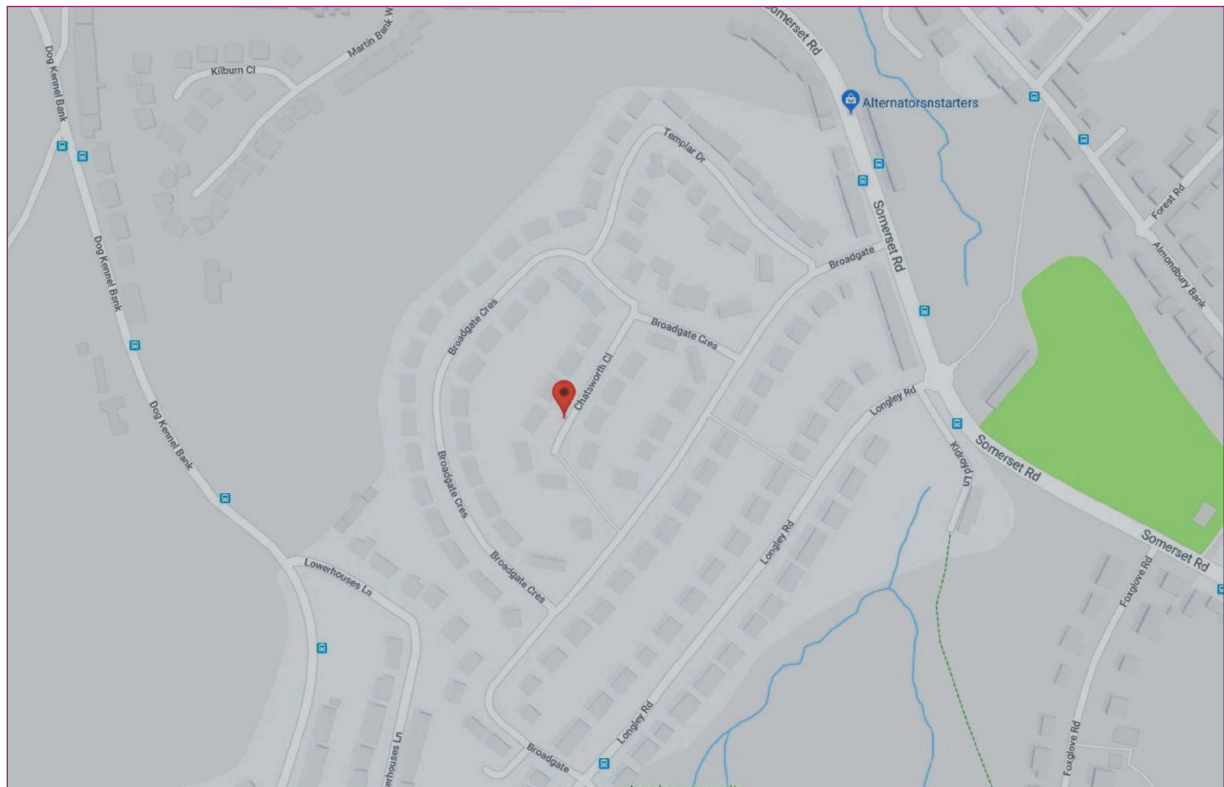 Somerset Rd
Martin Bank W
Dog Kennel Bank
Kilburn Cl
Alternatorsnstarters
Templar Dr
Forest Rd
Somerset Rd
Broadgate
Almondbury Bank
Dog Kennel Bank
Broadgate Cres
Broadgate Cres
Chatsworth Cl
Longley Rd
Dog Kennel Bank
Kidroyd Ln
Somerset Rd
Broadgate Cres
Longley Rd
Somerset Rd
Broadgate Cres
Lowerhouses Ln
Foxglove Rd
Longley Rd
Foxglove Rd
Broadgate
erhouses Ln